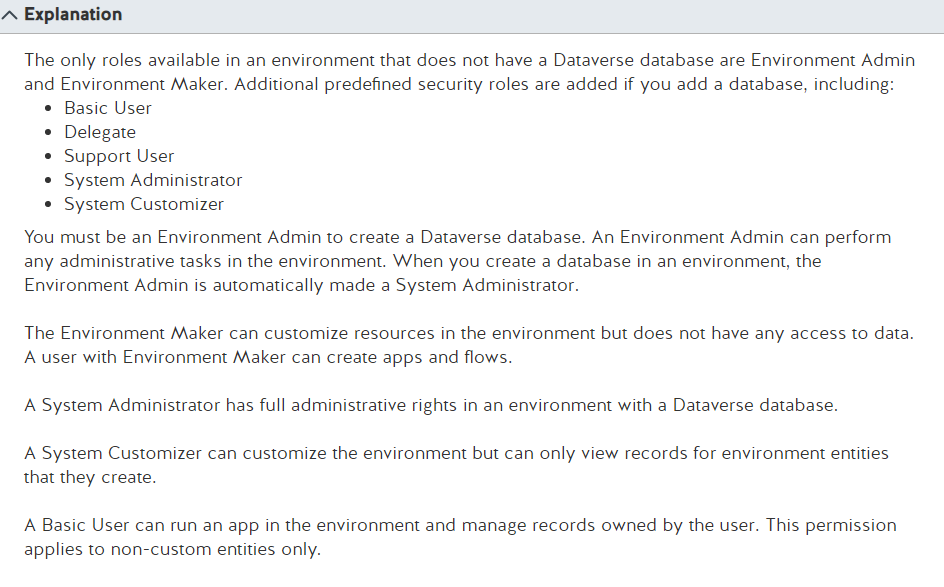 Explanation
The only roles available in an environment that does not have a Dataverse database are Environment Admin
and Environment Maker. Additional predefined security roles are added if you add a database, including:
• Basic User
• Delegate
• Support User
• System Administrator
• System Customizer
You must be an Environment Admin to create a Dataverse database. An Environment Admin can perform
any administrative tasks in the environment. When you create a database in an environment, the
Environment Admin is automatically made a System Administrator.
The Environment Maker can customize resources in the environment but does not have any access to data.
A user with Environment Maker can create apps and flows.
A System Administrator has full administrative rights in an environment with a Dataverse database.
A System Customizer can customize the environment but can only view records for environment entities
that they create.
A Basic User can run an app in the environment and manage records owned by the user. This permission
applies to non-custom entities only.